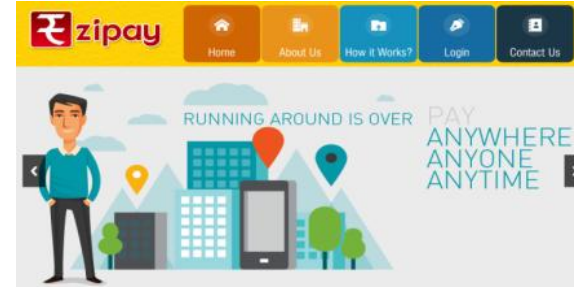 zipay
Home
About Us
How it Works?
Login
Contact Us
RUNNING AROUND IS OVER
PAY
ANYWHERE
ANYONE
ANYTIME